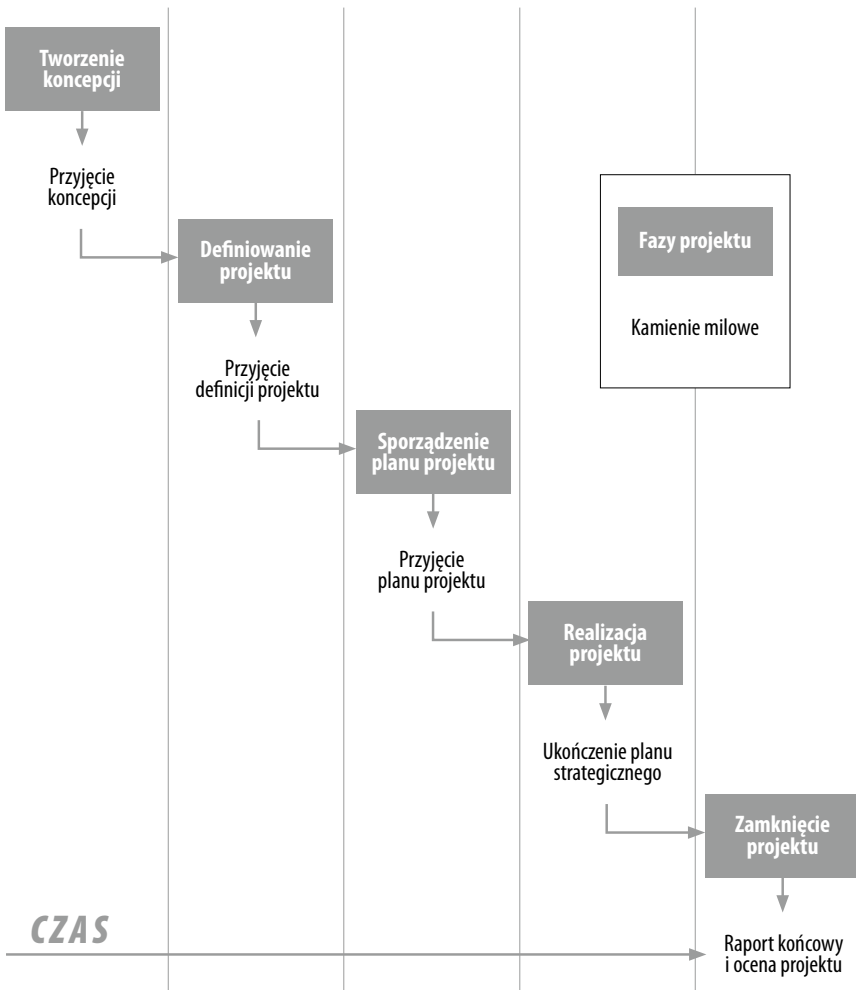 Tworzenie
koncepcji
Przyjęcie
koncepcji
Definiowanie
projektu
Przyjęcie
definicji projektu
Sporządzenie
planu projektu
Przyjęcie
planu projektu
Realizacja
projektu
Ukończenie planu
strategicznego
Zamknięcie
projektu
Raport końcowy
i ocena projektu
Fazy projektu
Kamienie milowe
CZAS